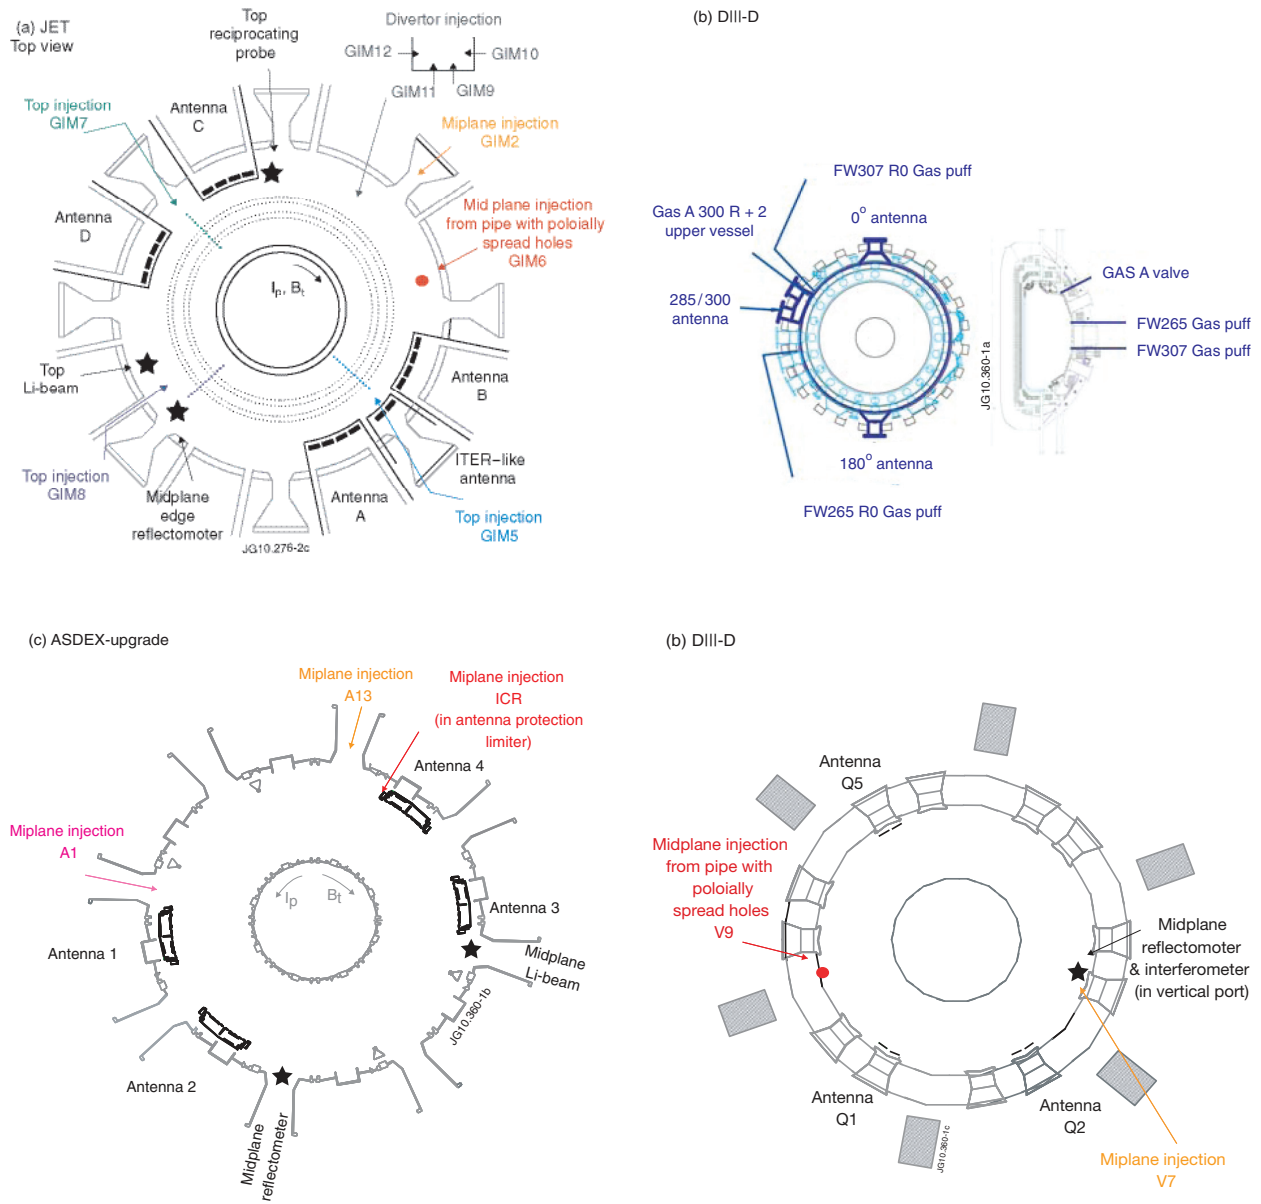 (a) JET
Top view
Top
reciprocating
probe
Divertor injection
GIM12
GIM10
GIM11
GIM9
Top injection
GIM7
Antenna
C
Miplane injection
GIM2
Antenna
D
Mid plane injection
from pipe with poloially
spread holes
GIM6
Ip, Bt
Top
Li-beam
Antenna
B
Top injection
GIM8
Midplane
edge
reflectomoter
Antenna
A
ITER–like
antenna
Top injection
GIM5
JG10.276-2c
(b) DIII-D
FW307 R0 Gas puff
Gas A 300 R + 2
upper vessel
0° antenna
285/300
antenna
180° antenna
FW265 R0 Gas puff
GAS A valve
FW265 Gas puff
FW307 Gas puff
JG10.360-1a
(c) ASDEX-upgrade
Miplane injection
A13
Miplane injection
ICR
(in antenna protection
limiter)
Antenna 4
Miplane injection
A1
Ip
Bt
Antenna 3
Antenna 1
Midplane
Li-beam
JG10.360-1b
Antenna 2
Midplane
reflectometer
(b) DIII-D
Antenna
Q5
Midplane injection
from pipe with
poloially
spread holes
V9
Midplane
reflectometer
& interferometer
(in vertical port)
Antenna
Q1
Antenna
Q2
JG10.360-1c
Miplane injection
V7